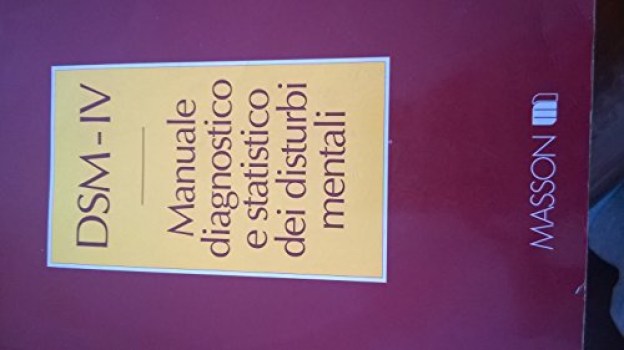 DSM - IV
Manuale
diagnostico
e statistico
dei disturbi
mentali
MASSON